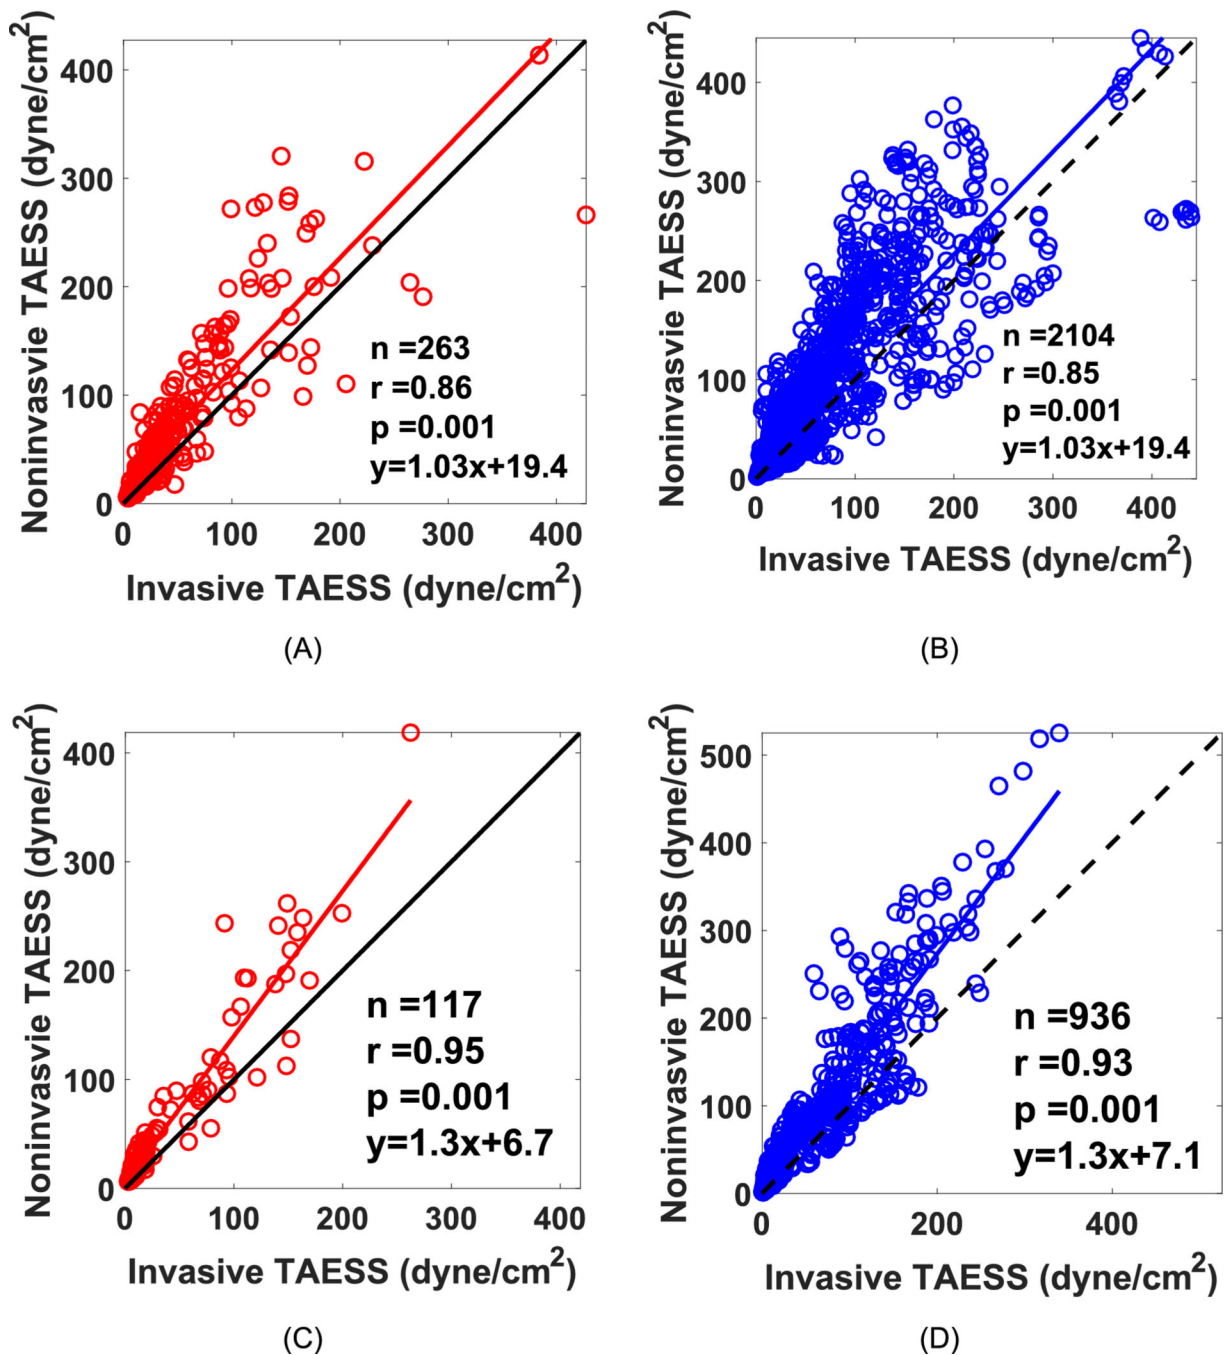 Noninvasvie TAESS (dyne/cm²)
400
300
200
100
0
n =263
r =0.86
p =0.001
y=1.03x+19.4
0 100 200 300 400
Invasive TAESS (dyne/cm²)
(A)
Noninvasvie TAESS (dyne/cm²)
400
300
200
100
0
n =2104
r =0.85
p =0.001
y=1.03x+19.4
0 100 200 300 400
Invasive TAESS (dyne/cm²)
(B)
Noninvasvie TAESS (dyne/cm²)
400
300
200
100
0
n =117
r =0.95
p =0.001
y=1.3x+6.7
0 100 200 300 400
Invasive TAESS (dyne/cm²)
(C)
Noninvasvie TAESS (dyne/cm²)
500
400
300
200
100
0
n =936
r =0.93
p =0.001
y=1.3x+7.1
0 200 400
Invasive TAESS (dyne/cm²)
(D)